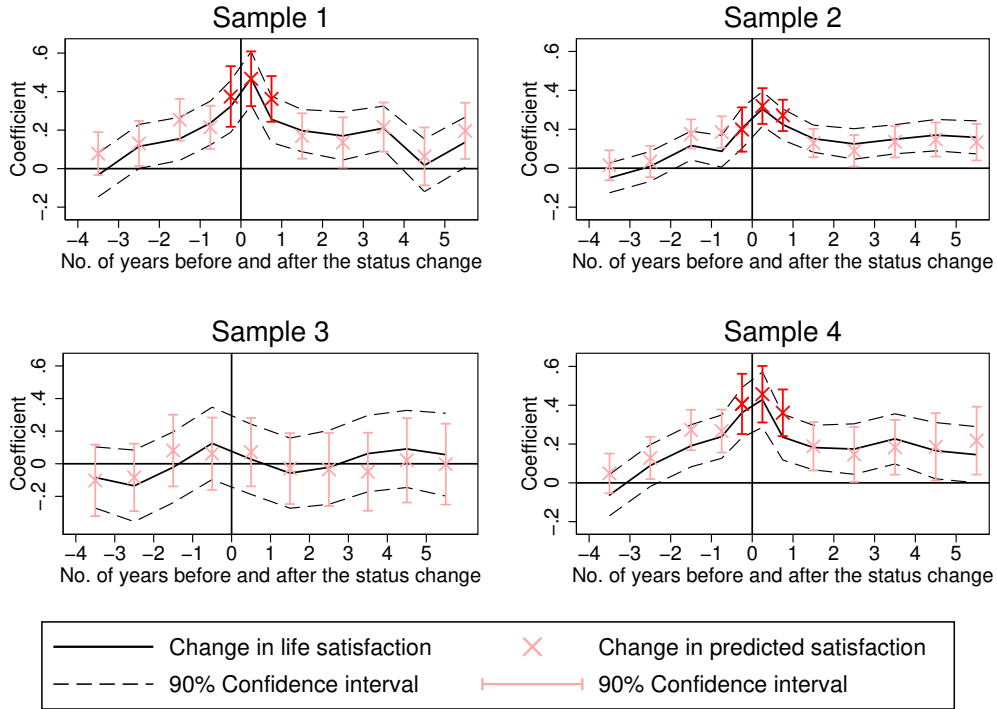 Sample 1
Coefficient
.6
.4
.2
0
−.2
−4 −3 −2 −1 0 1 2 3 4 5
No. of years before and after the status change
Sample 2
Coefficient
.6
.4
.2
0
−.2
−4 −3 −2 −1 0 1 2 3 4 5
No. of years before and after the status change
Sample 3
Coefficient
.6
.4
.2
0
−.2
−4 −3 −2 −1 0 1 2 3 4 5
No. of years before and after the status change
Sample 4
Coefficient
.6
.4
.2
0
−.2
−4 −3 −2 −1 0 1 2 3 4 5
No. of years before and after the status change
Change in life satisfaction
Change in predicted satisfaction
90% Confidence interval
90% Confidence interval